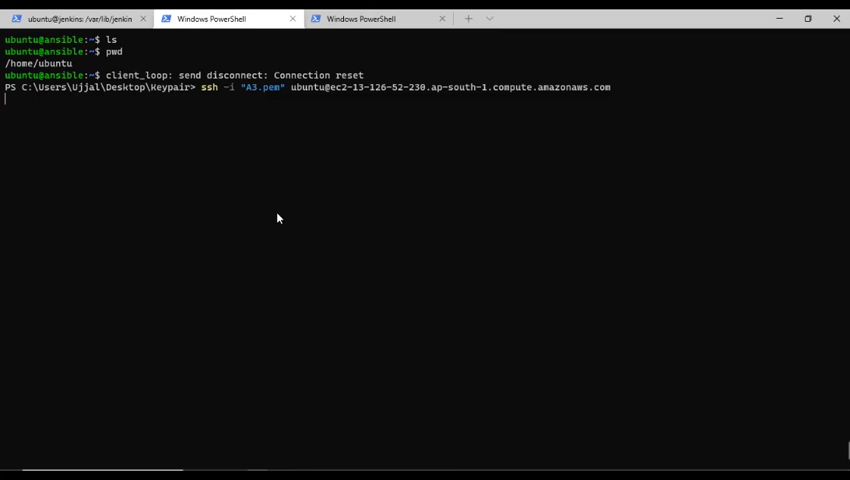 ubuntu@jenkins: /var/lib/jenkin
Windows PowerShell
Windows PowerShell
ubuntu@ansible:~$ ls
ubuntu@ansible:~$ pwd
/home/ubuntu
ubuntu@ansible:~$ client_loop: send disconnect: Connection reset
PS C:\Users\Ujjal\Desktop\Keypair> ssh -i "A3.pem" ubuntu@ec2-13-126-52-230.ap-south-1.compute.amazonaws.com